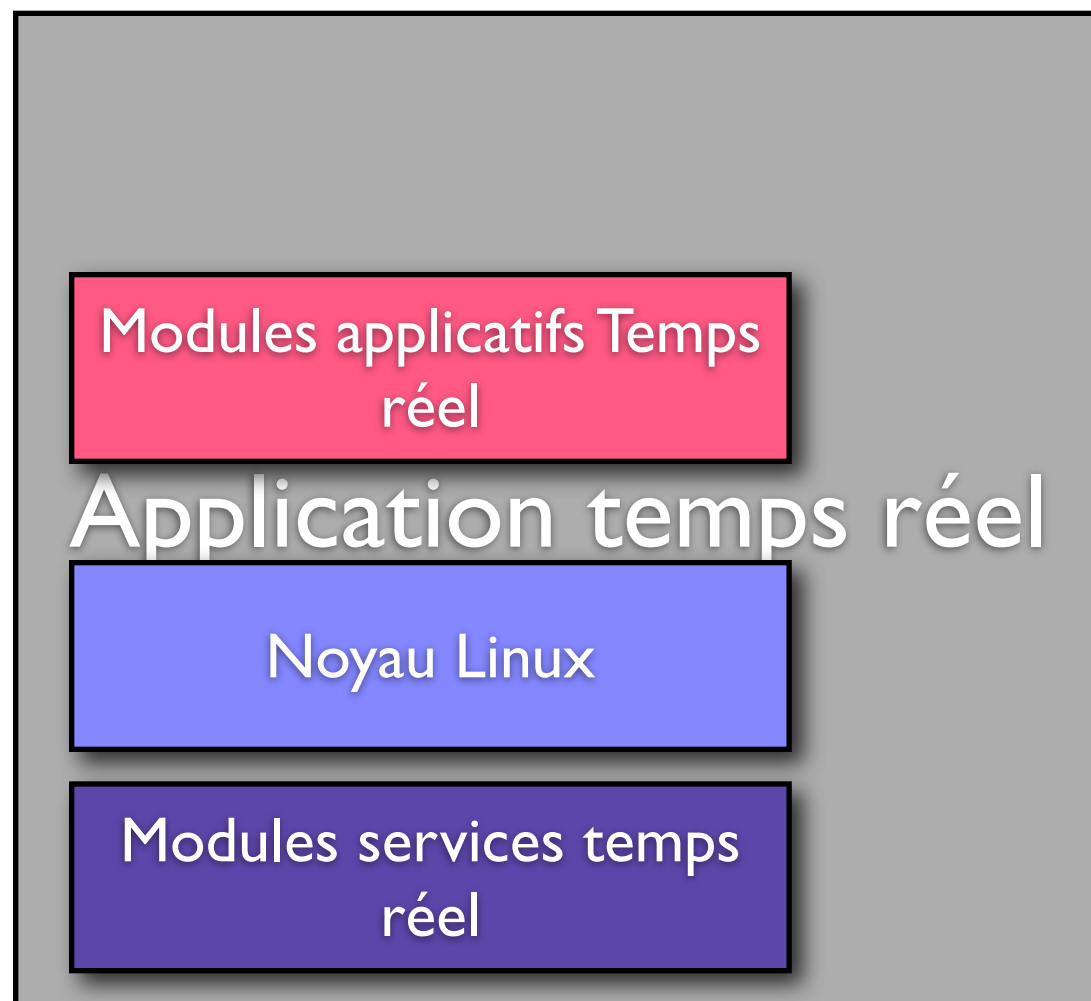 Modules applicatifs Temps
réel
Application temps réel
Noyau Linux
Modules services temps
réel